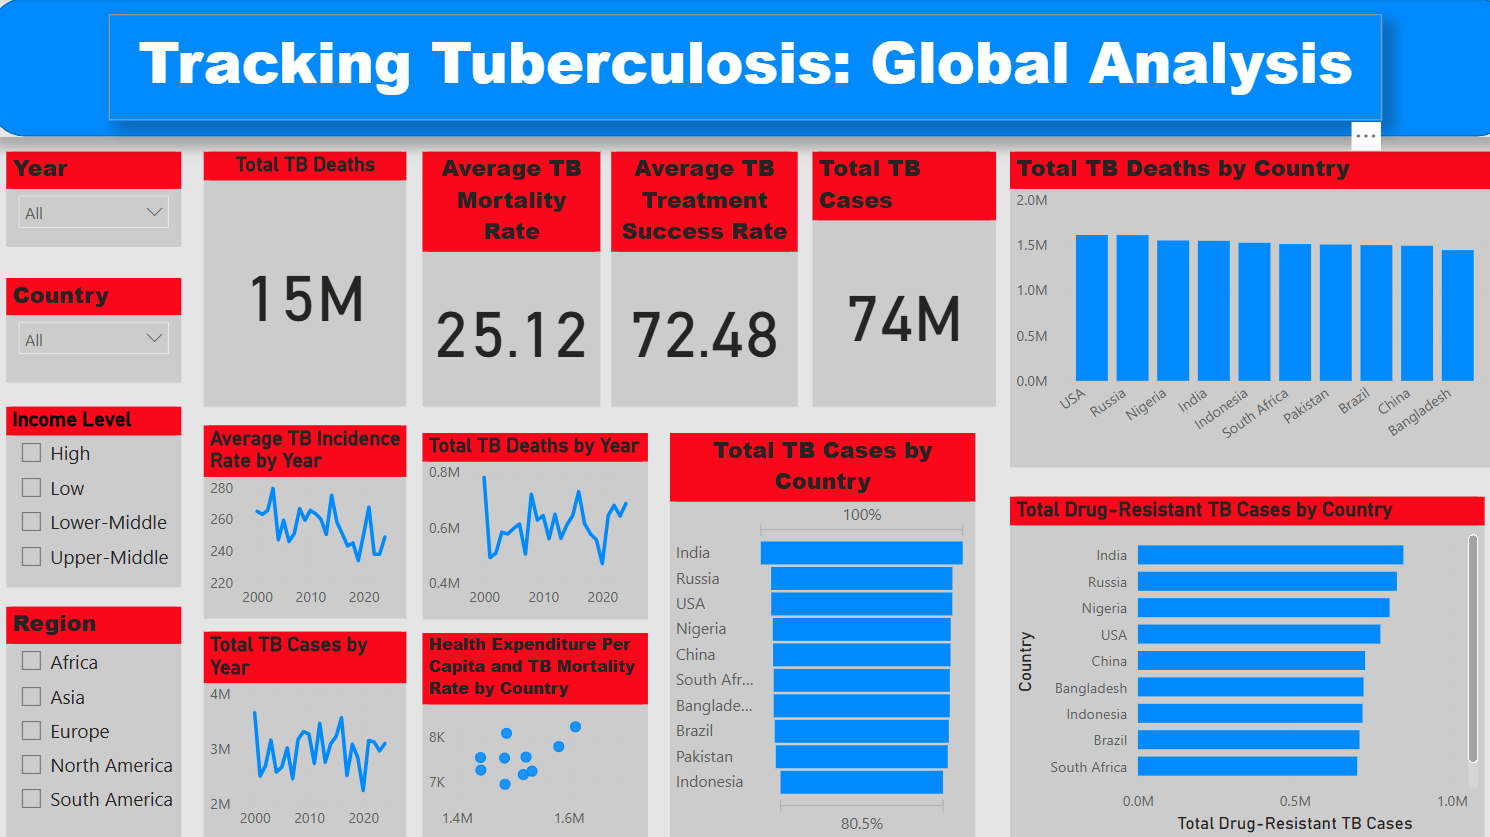 Tracking Tuberculosis: Global Analysis
Year
All
Country
All
Income Level
High
Low
Lower-Middle
Upper-Middle
Region
Africa
Asia
Europe
North America
South America
Total TB Deaths
15M
Average TB
Mortality
Rate
25.12
Average TB
Treatment
Success Rate
72.48
Total TB
Cases
74M
Total TB Deaths by Country
2.0M
1.5M
1.0M
0.5M
0.0M
USA
Russia
Nigeria
India
Indonesia
South Africa
Pakistan
Brazil
China
Bangladesh
Average TB Incidence
Rate by Year
280
260
240
220
2000 2010 2020
Total TB Deaths by Year
0.8M
0.6M
0.4M
2000 2010 2020
Total TB Cases by
Year
4M
3M
2M
2000 2010 2020
Health Expenditure Per
Capita and TB Mortality
Rate by Country
8K
7K
1.4M 1.6M
Total TB Cases by
Country
100%
India
Russia
USA
Nigeria
China
South Afr...
Banglade...
Brazil
Pakistan
Indonesia
80.5%
Total Drug-Resistant TB Cases by Country
Country
India
Russia
Nigeria
USA
China
Bangladesh
Indonesia
Brazil
South Africa
0.0M 0.5M 1.0M
Total Drug-Resistant TB Cases